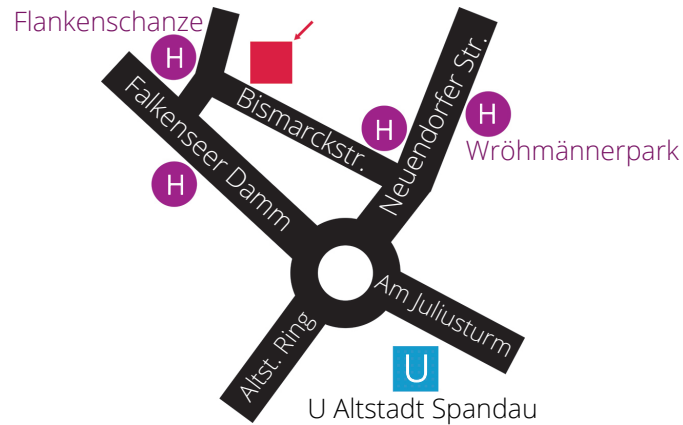 Flankenschanze
H
Neuendorfer Str.
Falkenseer Damm
Bismarckstr.
H
H
Wröhmännerpark
H
Am Juliusturm
Altst. Ring
U
U Altstadt Spandau